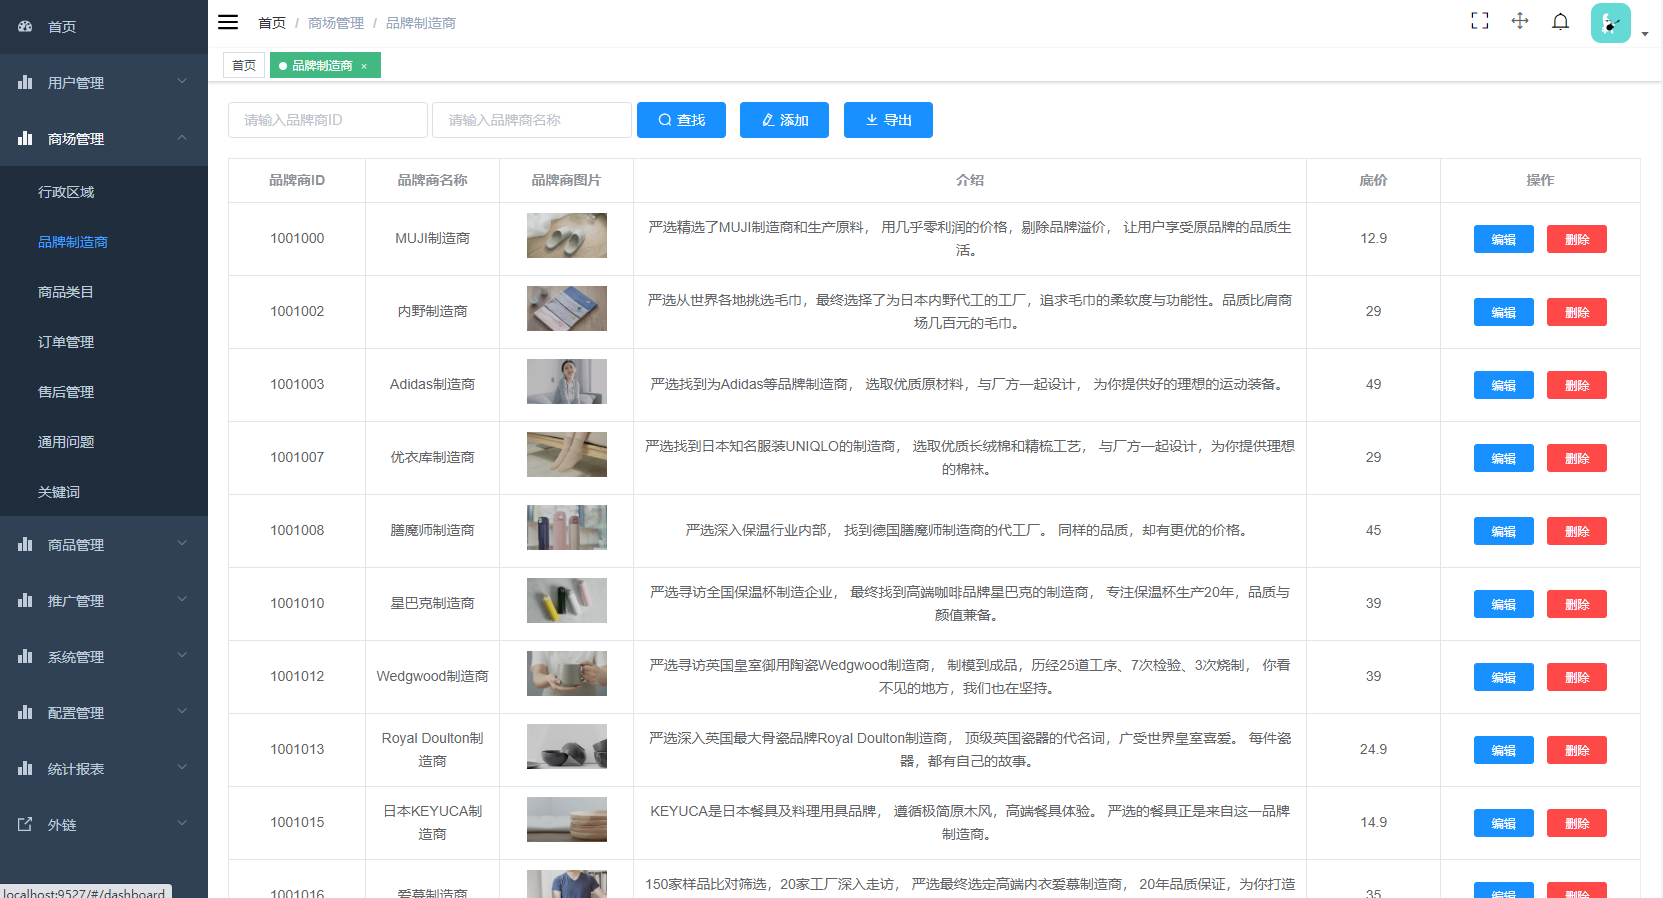 首页
用户管理
商场管理
行政区域
品牌制造商
商品类目
订单管理
售后管理
通用问题
关键词
商品管理
推广管理
系统管理
配置管理
统计报表
外链
localhost:9527/#/dashboard
首页 / 商场管理 / 品牌制造商
首页 品牌制造商 ×
请输入品牌商ID 请输入品牌商名称 查找 添加 导出
品牌商ID 品牌商名称 品牌商图片 介绍 底价 操作
1001000 MUJI制造商 严选精选了MUJI制造商和生产原料， 用几乎零利润的价格，剔除品牌溢价， 让用户享受原品牌的品质生
活。 12.9 编辑 删除
1001002 内野制造商 严选从世界各地挑选毛巾，最终选择了为日本内野代工的工厂，追求毛巾的柔软度与功能性。品质比肩商
场几百元的毛巾。 29 编辑 删除
1001003 Adidas制造商 严选找到为Adidas等品牌制造商， 选取优质原材料，与厂方一起设计， 为你提供好的理想的运动装备。 49 编辑 删除
1001007 优衣库制造商 严选找到日本知名服装UNIQLO的制造商， 选取优质长绒棉和精梳工艺， 与厂方一起设计，为你提供理想
的棉袜。 29 编辑 删除
1001008 膳魔师制造商 严选深入保温行业内部， 找到德国膳魔师制造商的代工厂。 同样的品质，却有更优的价格。 45 编辑 删除
1001010 星巴克制造商 严选寻访全国保温杯制造企业， 最终找到高端咖啡品牌星巴克的制造商， 专注保温杯生产20年，品质与
颜值兼备。 39 编辑 删除
1001012 Wedgwood制造商 严选寻访英国皇室御用陶瓷Wedgwood制造商， 制模到成品，历经25道工序、7次检验、3次烧制， 你看
不见的地方，我们也在坚持。 39 编辑 删除
1001013 Royal Doulton制
造商 严选深入英国最大骨瓷品牌Royal Doulton制造商， 顶级英国瓷器的代名词，广受世界皇室喜爱。 每件瓷
器，都有自己的故事。 24.9 编辑 删除
1001015 日本KEYUCA制
造商 KEYUCA是日本餐具及料理用具品牌， 遵循极简原木风，高端餐具体验。 严选的餐具正是来自这一品牌
制造商。 14.9 编辑 删除
1001016 爱慕制造商 150家样品比对筛选，20家工厂深入走访， 严选最终选定高端内衣爱慕制造商， 20年品质保证，为你打造
35 编辑 删除